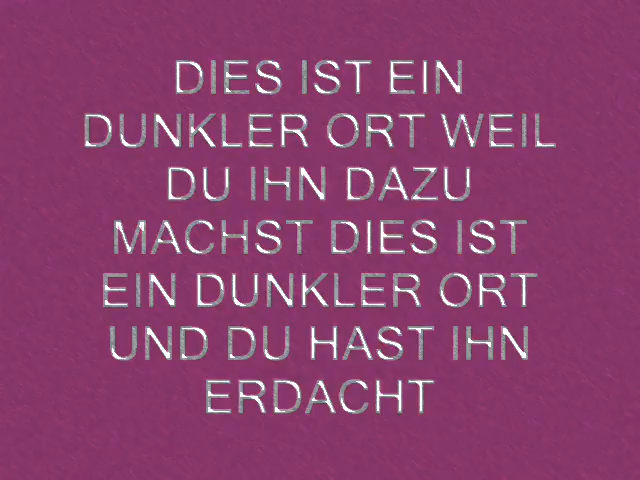 DIES IST EIN
DUNKLER ORT WEIL
DU IHN DAZU
MACHST DIES IST
EIN DUNKLER ORT
UND DU HAST IHN
ERDACHT